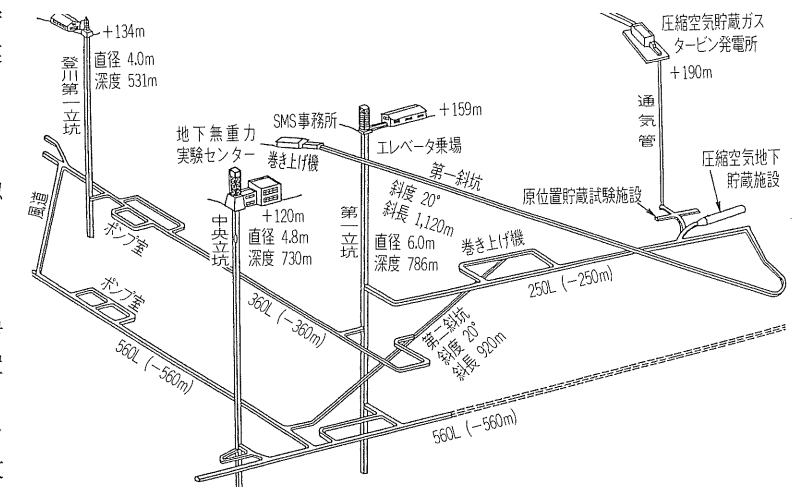 +134m
直径 4.0m
深度 531m
登川第一立坑
地下無重力
実験センター
SMS事務所
巻き上げ機
+159m
エレベータ乗場
圧縮空気貯蔵ガス
タービン発電所
+190m
通気管
圧縮空気地下
貯蔵施設
原位置貯蔵試験施設
第一斜坑
斜度 20°
斜長 1,120m
+120m
直径 4.8m
深度 730m
中央立坑
第一立坑
直径 6.0m
深度 786m
巻き上げ機
250L (-250m)
風道
ポンプ室
ポンプ室
360L (-360m)
第二斜坑
斜度 20°
斜長 920m
560L (-560m)
560L (-560m)